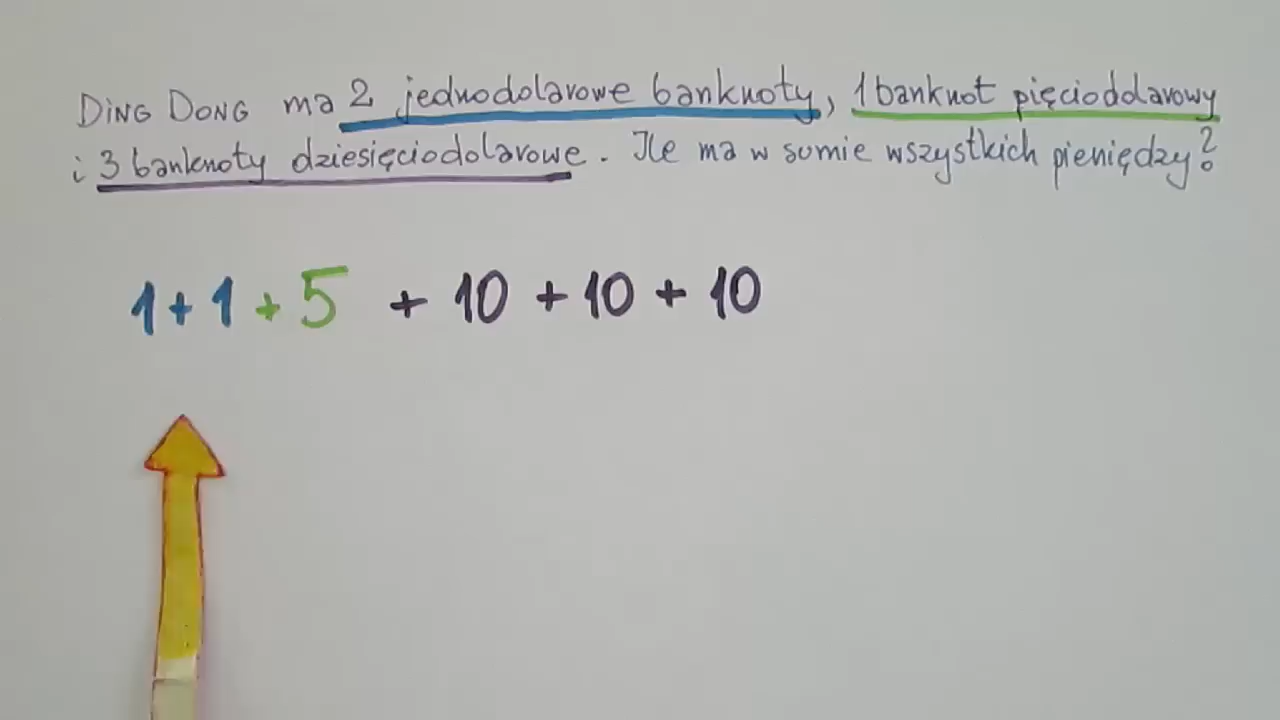 DING DONG ma 2 jednodolarowe banknoty, 1 banknot pięciodolarowy
i 3 banknoty dziesięciodolarowe. Ile ma w sumie wszystkich pieniędzy?
1 + 1 + 5 + 10 + 10 + 10